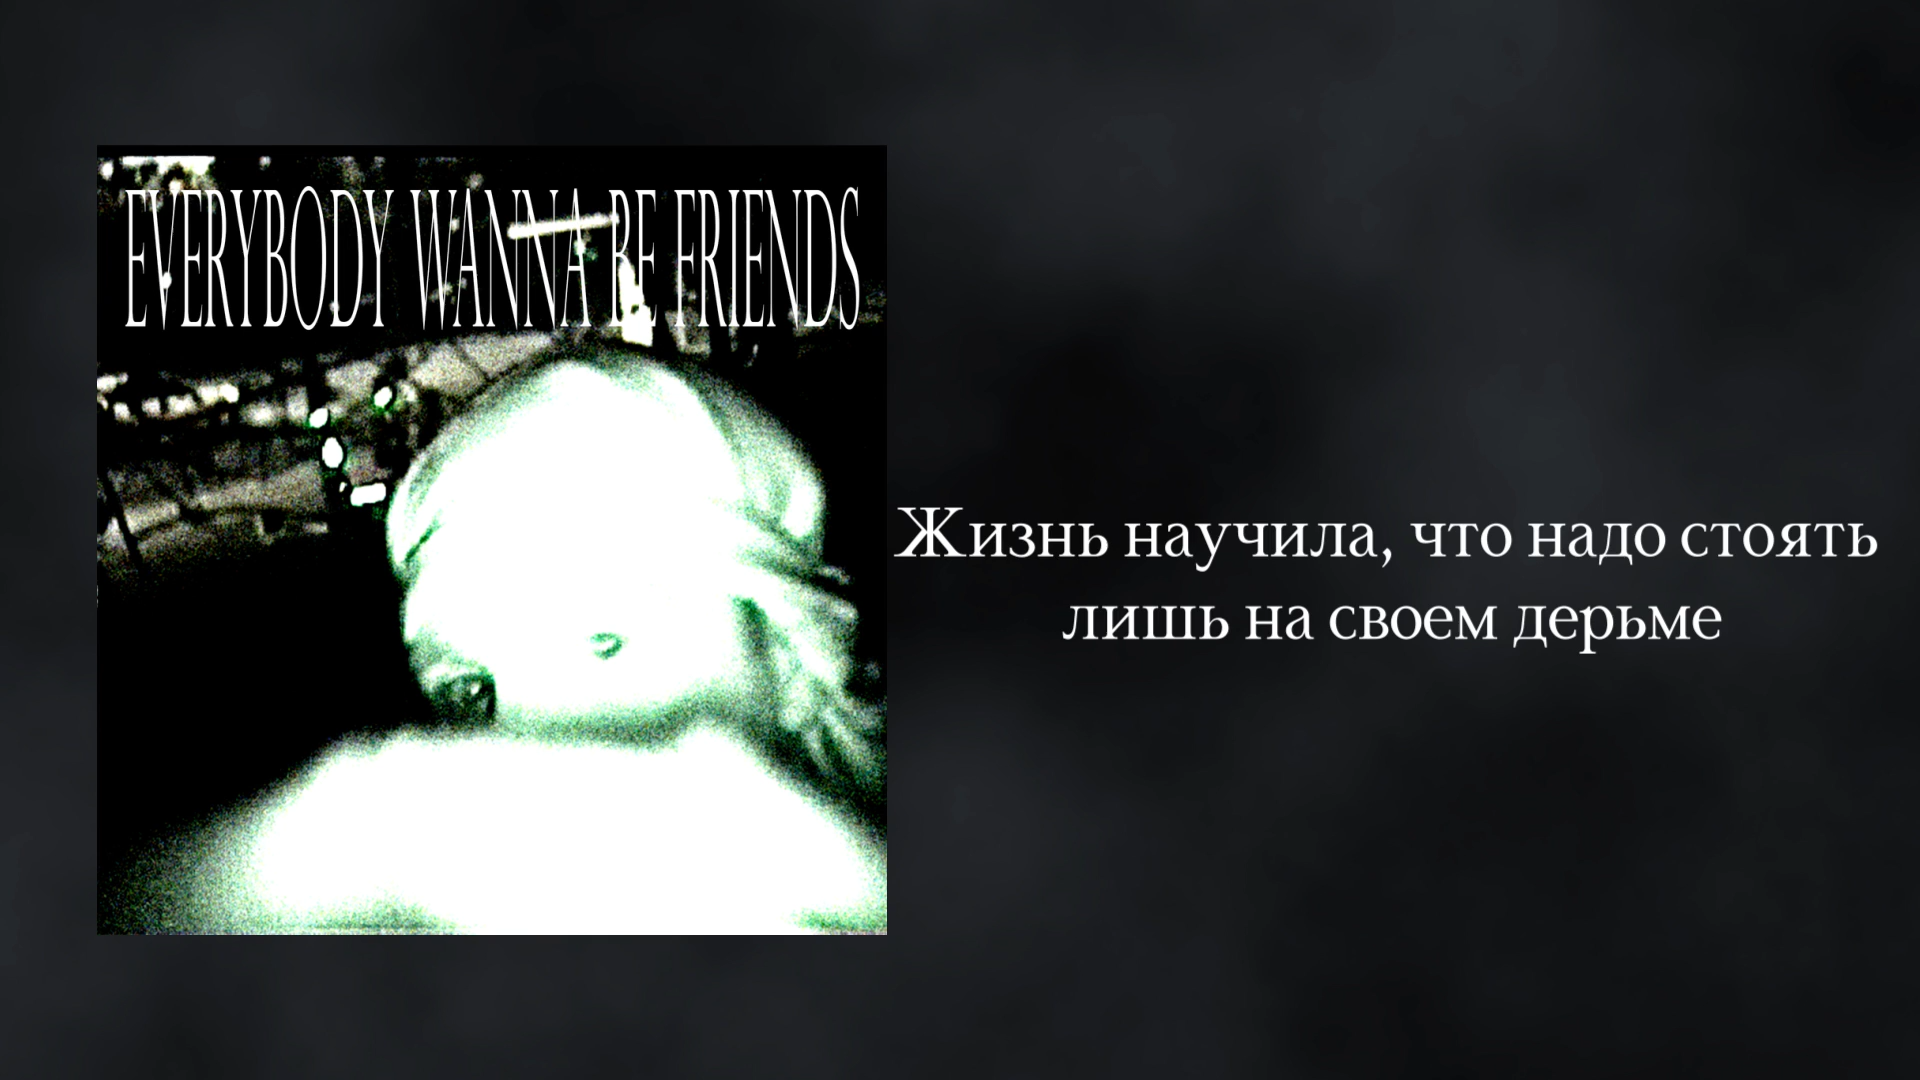 EVERYBODY WANNA BE FRIENDS
Жизнь научила, что надо стоять
лишь на своем дерьме